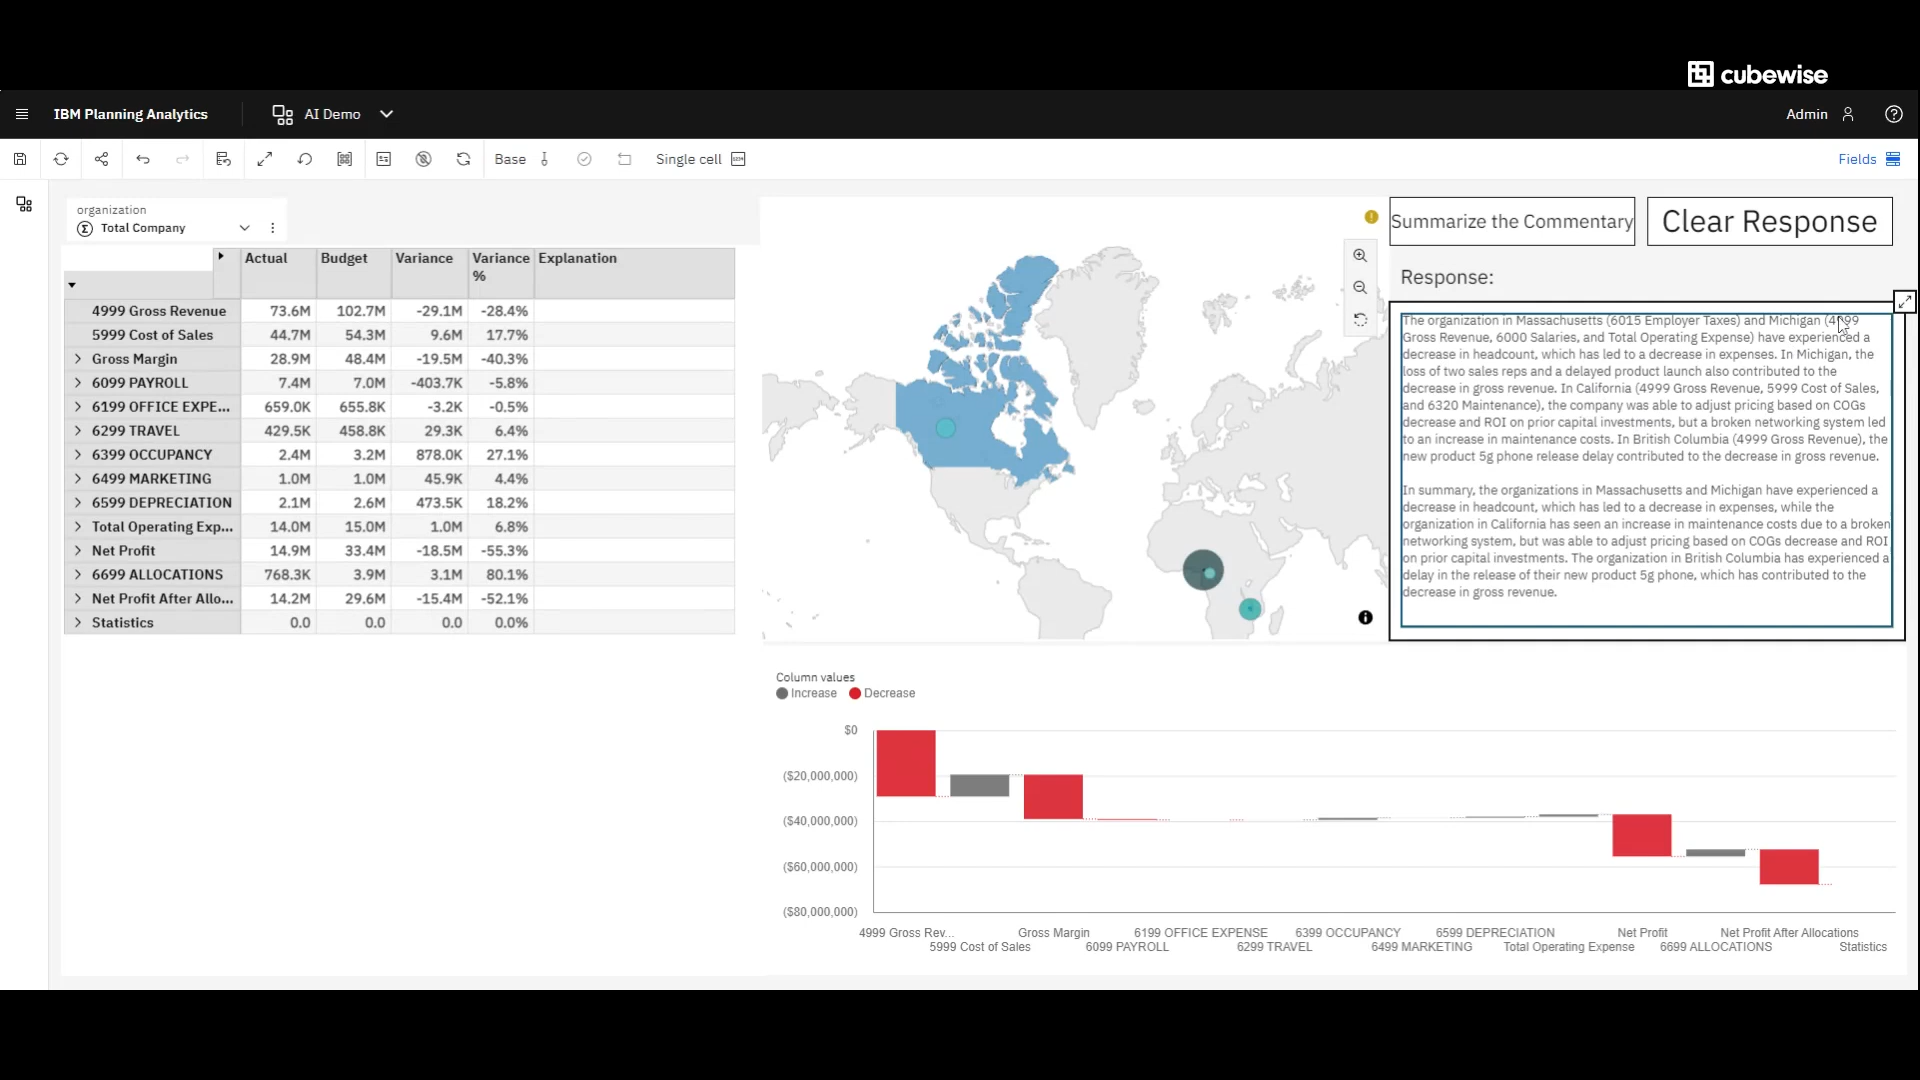 cubewise
IBM Planning Analytics
AI Demo
Admin
Base
Single cell
Fields
organization
Total Company
Actual Budget Variance Variance % Explanation
4999 Gross Revenue 73.6M 102.7M -29.1M -28.4%
5999 Cost of Sales 44.7M 54.3M 9.6M 17.7%
Gross Margin 28.9M 48.4M -19.5M -40.3%
6099 PAYROLL 7.4M 7.0M -403.7K -5.8%
6199 OFFICE EXPE... 659.0K 655.8K -3.2K -0.5%
6299 TRAVEL 429.5K 458.8K 29.3K 6.4%
6399 OCCUPANCY 2.4M 3.2M 878.0K 27.1%
6499 MARKETING 1.0M 1.0M 45.9K 4.4%
6599 DEPRECIATION 2.1M 2.6M 473.5K 18.2%
Total Operating Exp... 14.0M 15.0M 1.0M 6.8%
Net Profit 14.9M 33.4M -18.5M -55.3%
6699 ALLOCATIONS 768.3K 3.9M 3.1M 80.1%
Net Profit After Allo... 14.2M 29.6M -15.4M -52.1%
Statistics 0.0 0.0 0.0 0.0%
Summarize the Commentary
Clear Response
Response:
The organization in Massachusetts (6015 Employer Taxes) and Michigan (4999
Gross Revenue, 6000 Salaries, and Total Operating Expense) have experienced a
decrease in headcount, which has led to a decrease in expenses. In Michigan, the
loss of two sales reps and a delayed product launch also contributed to the
decrease in gross revenue. In California (4999 Gross Revenue, 5999 Cost of Sales,
and 6320 Maintenance), the company was able to adjust pricing based on COGs
decrease and ROI on prior capital investments, but a broken networking system led
to an increase in maintenance costs. In British Columbia (4999 Gross Revenue), the
new product 5g phone release delay contributed to the decrease in gross revenue.
In summary, the organizations in Massachusetts and Michigan have experienced a
decrease in headcount, which has led to a decrease in expenses, while the
organization in California has seen an increase in maintenance costs due to a broken
networking system, but was able to adjust pricing based on COGs decrease and ROI
on prior capital investments. The organization in British Columbia has experienced a
delay in the release of their new product 5g phone, which has contributed to the
decrease in gross revenue.
Column values
Increase Decrease
$0
($20,000,000)
($40,000,000)
($60,000,000)
($80,000,000)
4999 Gross Rev... Gross Margin 6199 OFFICE EXPENSE 6399 OCCUPANCY 6599 DEPRECIATION Net Profit Net Profit After Allocations
5999 Cost of Sales 6099 PAYROLL 6299 TRAVEL 6499 MARKETING Total Operating Expense 6699 ALLOCATIONS Statistics